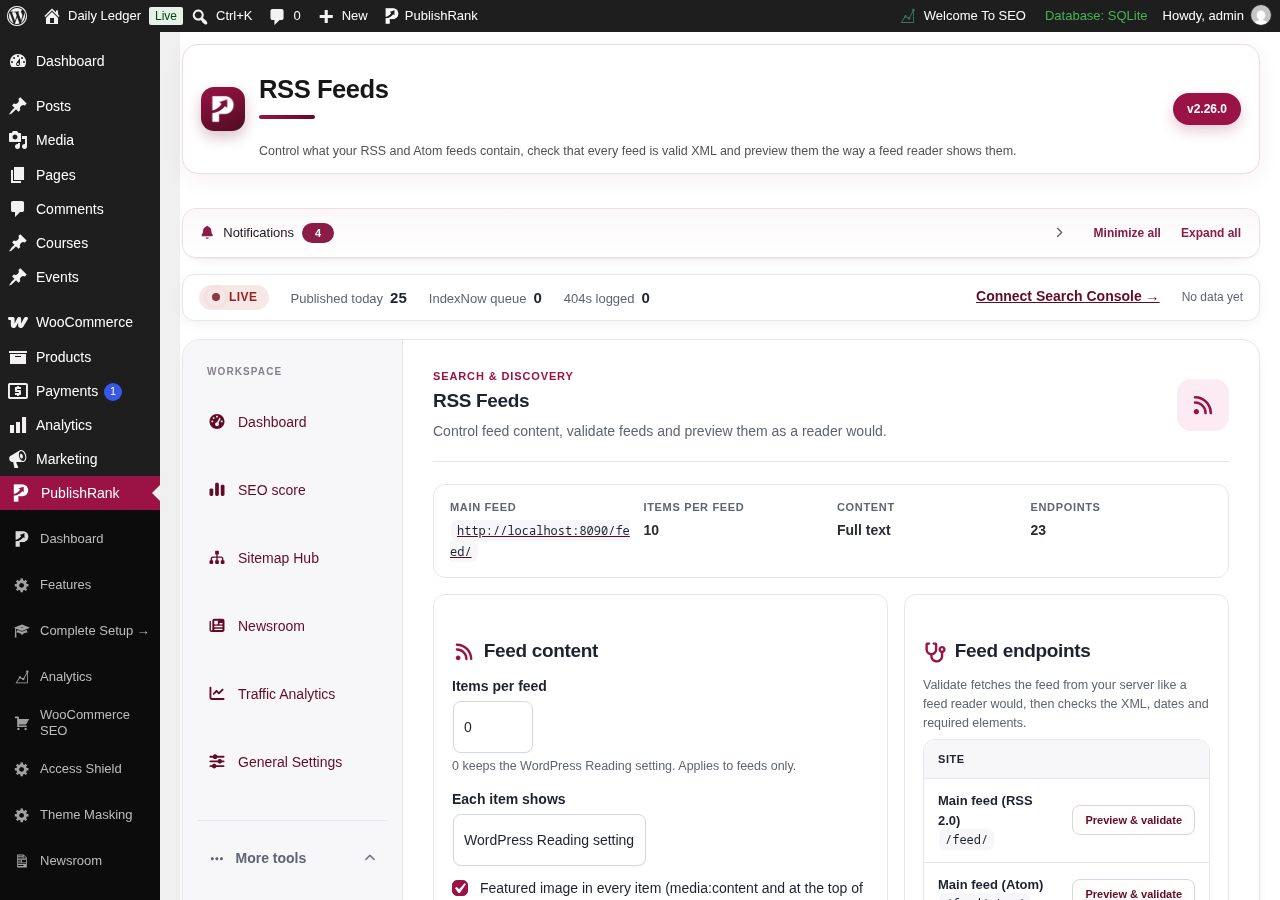 Daily Ledger Live Ctrl+K 0 New PublishRank Welcome To SEO Database: SQLite Howdy, admin
Dashboard
Posts
Media
Pages
Comments
Courses
Events
WooCommerce
Products
Payments 1
Analytics
Marketing
PublishRank
Dashboard
Features
Complete Setup →
Analytics
WooCommerce
SEO
Access Shield
Theme Masking
Newsroom
RSS Feeds
v2.26.0
Control what your RSS and Atom feeds contain, check that every feed is valid XML and preview them the way a feed reader shows them.
Notifications 4 Minimize all Expand all
LIVE Published today 25 IndexNow queue 0 404s logged 0 Connect Search Console → No data yet
WORKSPACE
Dashboard
SEO score
Sitemap Hub
Newsroom
Traffic Analytics
General Settings
More tools
SEARCH & DISCOVERY
RSS Feeds
Control feed content, validate feeds and preview them as a reader would.
MAIN FEED ITEMS PER FEED CONTENT ENDPOINTS
http://localhost:8090/fe 10 Full text 23
ed/
Feed content
Items per feed
0
0 keeps the WordPress Reading setting. Applies to feeds only.
Each item shows
WordPress Reading setting
Featured image in every item (media:content and at the top of
Feed endpoints
Validate fetches the feed from your server like a
feed reader would, then checks the XML, dates and
required elements.
SITE
Main feed (RSS
2.0)
/feed/
Preview & validate
Main feed (Atom)
Preview & validate